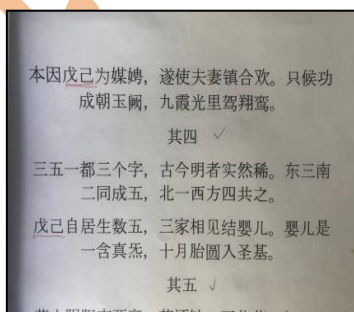 本因戊己为媒娉，遂使夫妻镇合欢。只候功
成朝玉阙，九霞光里驾翔鸾。
其四
三五一都三个字，古今明者实然稀。东三南
二同成五，北一西方四共之。
戊己自居生数五，三家相见结婴儿。婴儿是
一含真炁，十月胎圆入圣基。
其五